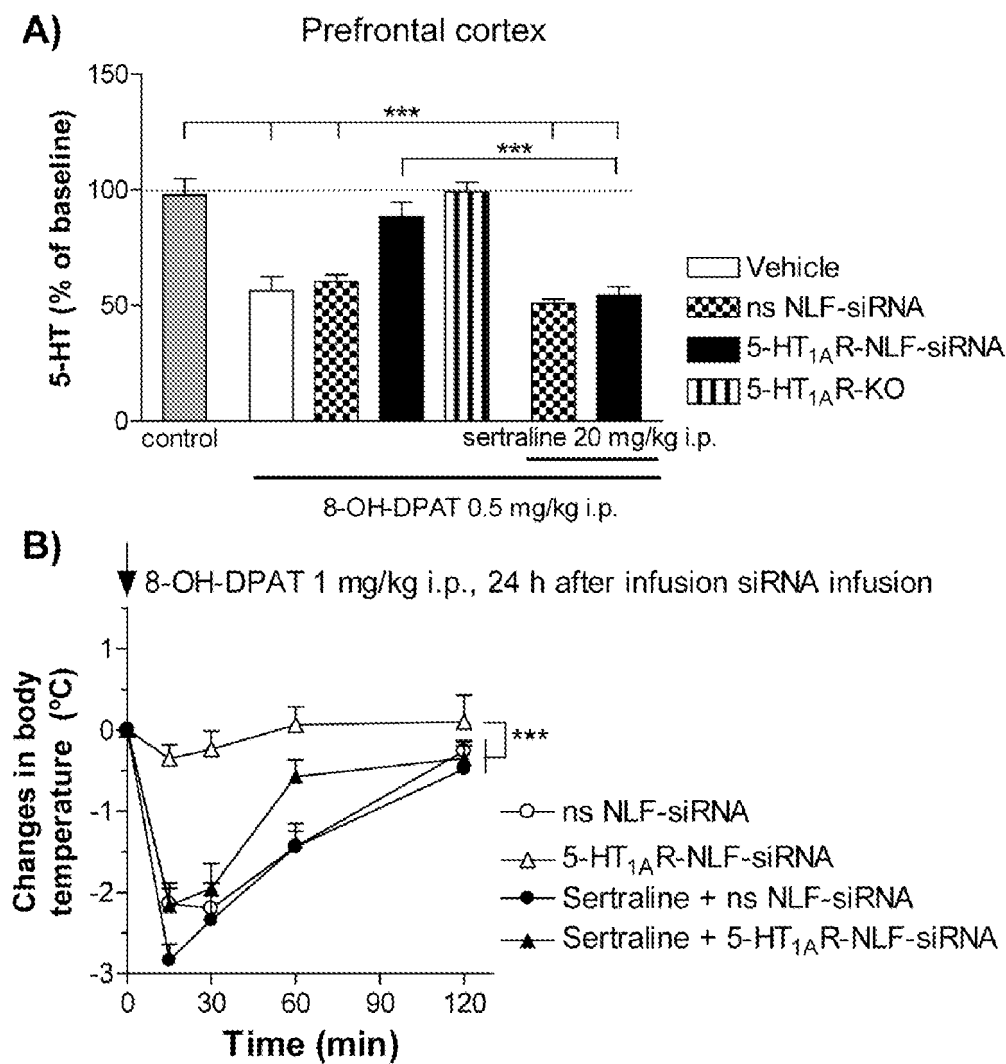 A)
Prefrontal cortex
5-HT (% of baseline)
150
100
50
0
***
***
control
sertraline 20 mg/kg i.p.
8-OH-DPAT 0.5 mg/kg i.p.
Vehicle
ns NLF-siRNA
5-HT1AR-NLF-siRNA
5-HT1AR-KO
B)
8-OH-DPAT 1 mg/kg i.p., 24 h after infusion siRNA infusion
Changes in body
temperature (ºC)
1
0
-1
-2
-3
***
ns NLF-siRNA
5-HT1AR-NLF-siRNA
Sertraline + ns NLF-siRNA
Sertraline + 5-HT1AR-NLF-siRNA
0 30 60 90 120
Time (min)